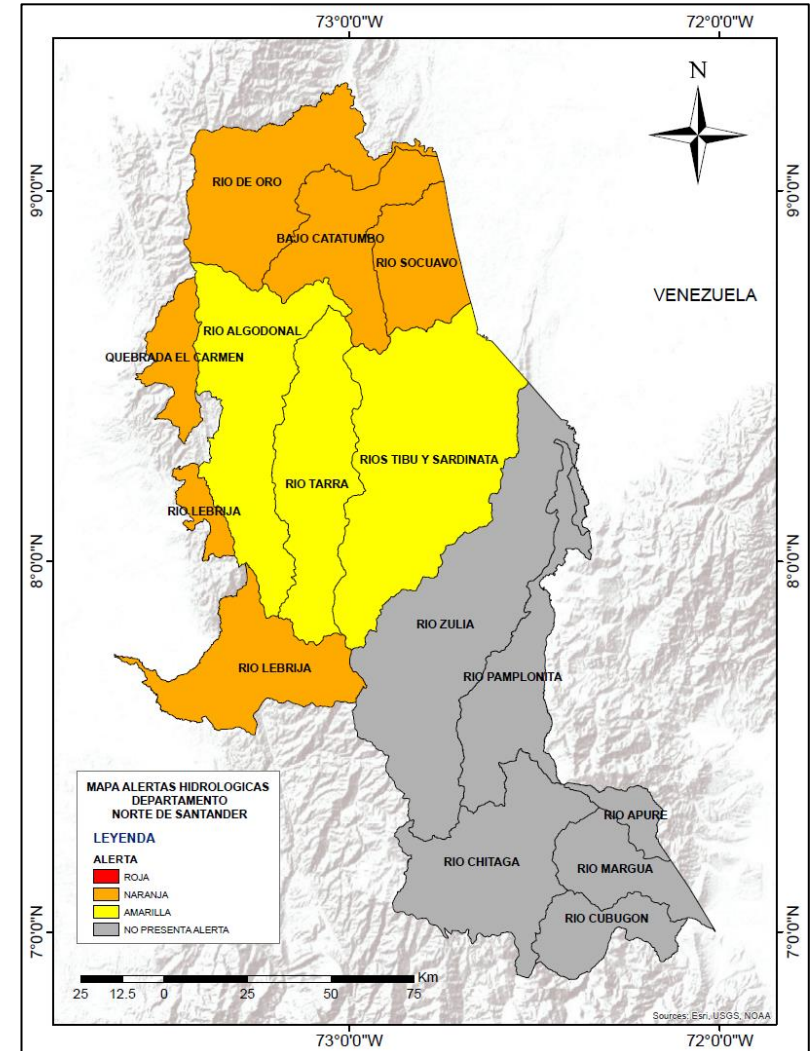 73°0'0"W
72°0'0"W
N
9°0'0"N
9°0'0"N
RIO DE ORO
BAJO CATATUMBO
RIO SOCUAVO
VENEZUELA
RIO ALGODONAL
QUEBRADA EL CARMEN
RIOS TIBU Y SARDINATA
RIO TARRA
RIO LEBRIJA
8°0'0"N
8°0'0"N
RIO ZULIA
RIO LEBRIJA
RIO PAMPLONITA
MAPA ALERTAS HIDROLOGICAS
DEPARTAMENTO
NORTE DE SANTANDER
LEYENDA
ALERTA
ROJA
NARANJA
AMARILLA
NO PRESENTA ALERTA
RIO APURE
RIO CHITAGA
RIO MARGUA
RIO CUBUGON
7°0'0"N
7°0'0"N
Km
25 12.5 0 25 50 75
Sources: Esri, USGS, NOAA
73°0'0"W
72°0'0"W